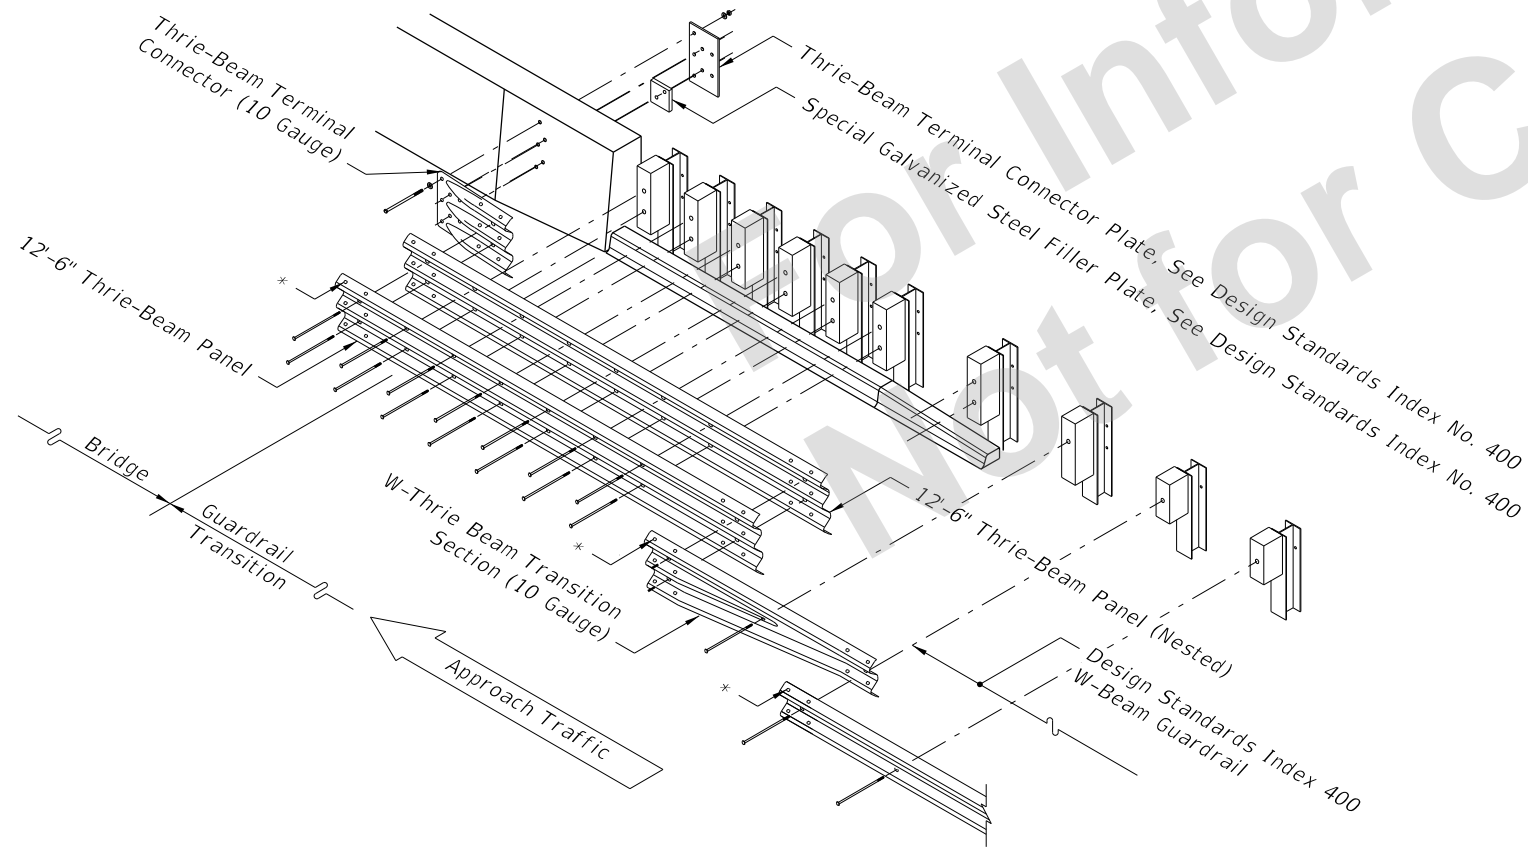 Thrie-Beam Terminal
Connector (10 Gauge)
Thrie-Beam Terminal Connector Plate, See Design Standards Index No. 400
Special Galvanized Steel Filler Plate, See Design Standards Index No. 400
12'-6" Thrie-Beam Panel
*
Bridge
Guardrail
Transition
W-Thrie Beam Transition
Section (10 Gauge)
*
12'-6" Thrie-Beam Panel (Nested)
Approach Traffic
*
Design Standards Index 400
W-Beam Guardrail
For Infor
Not for C